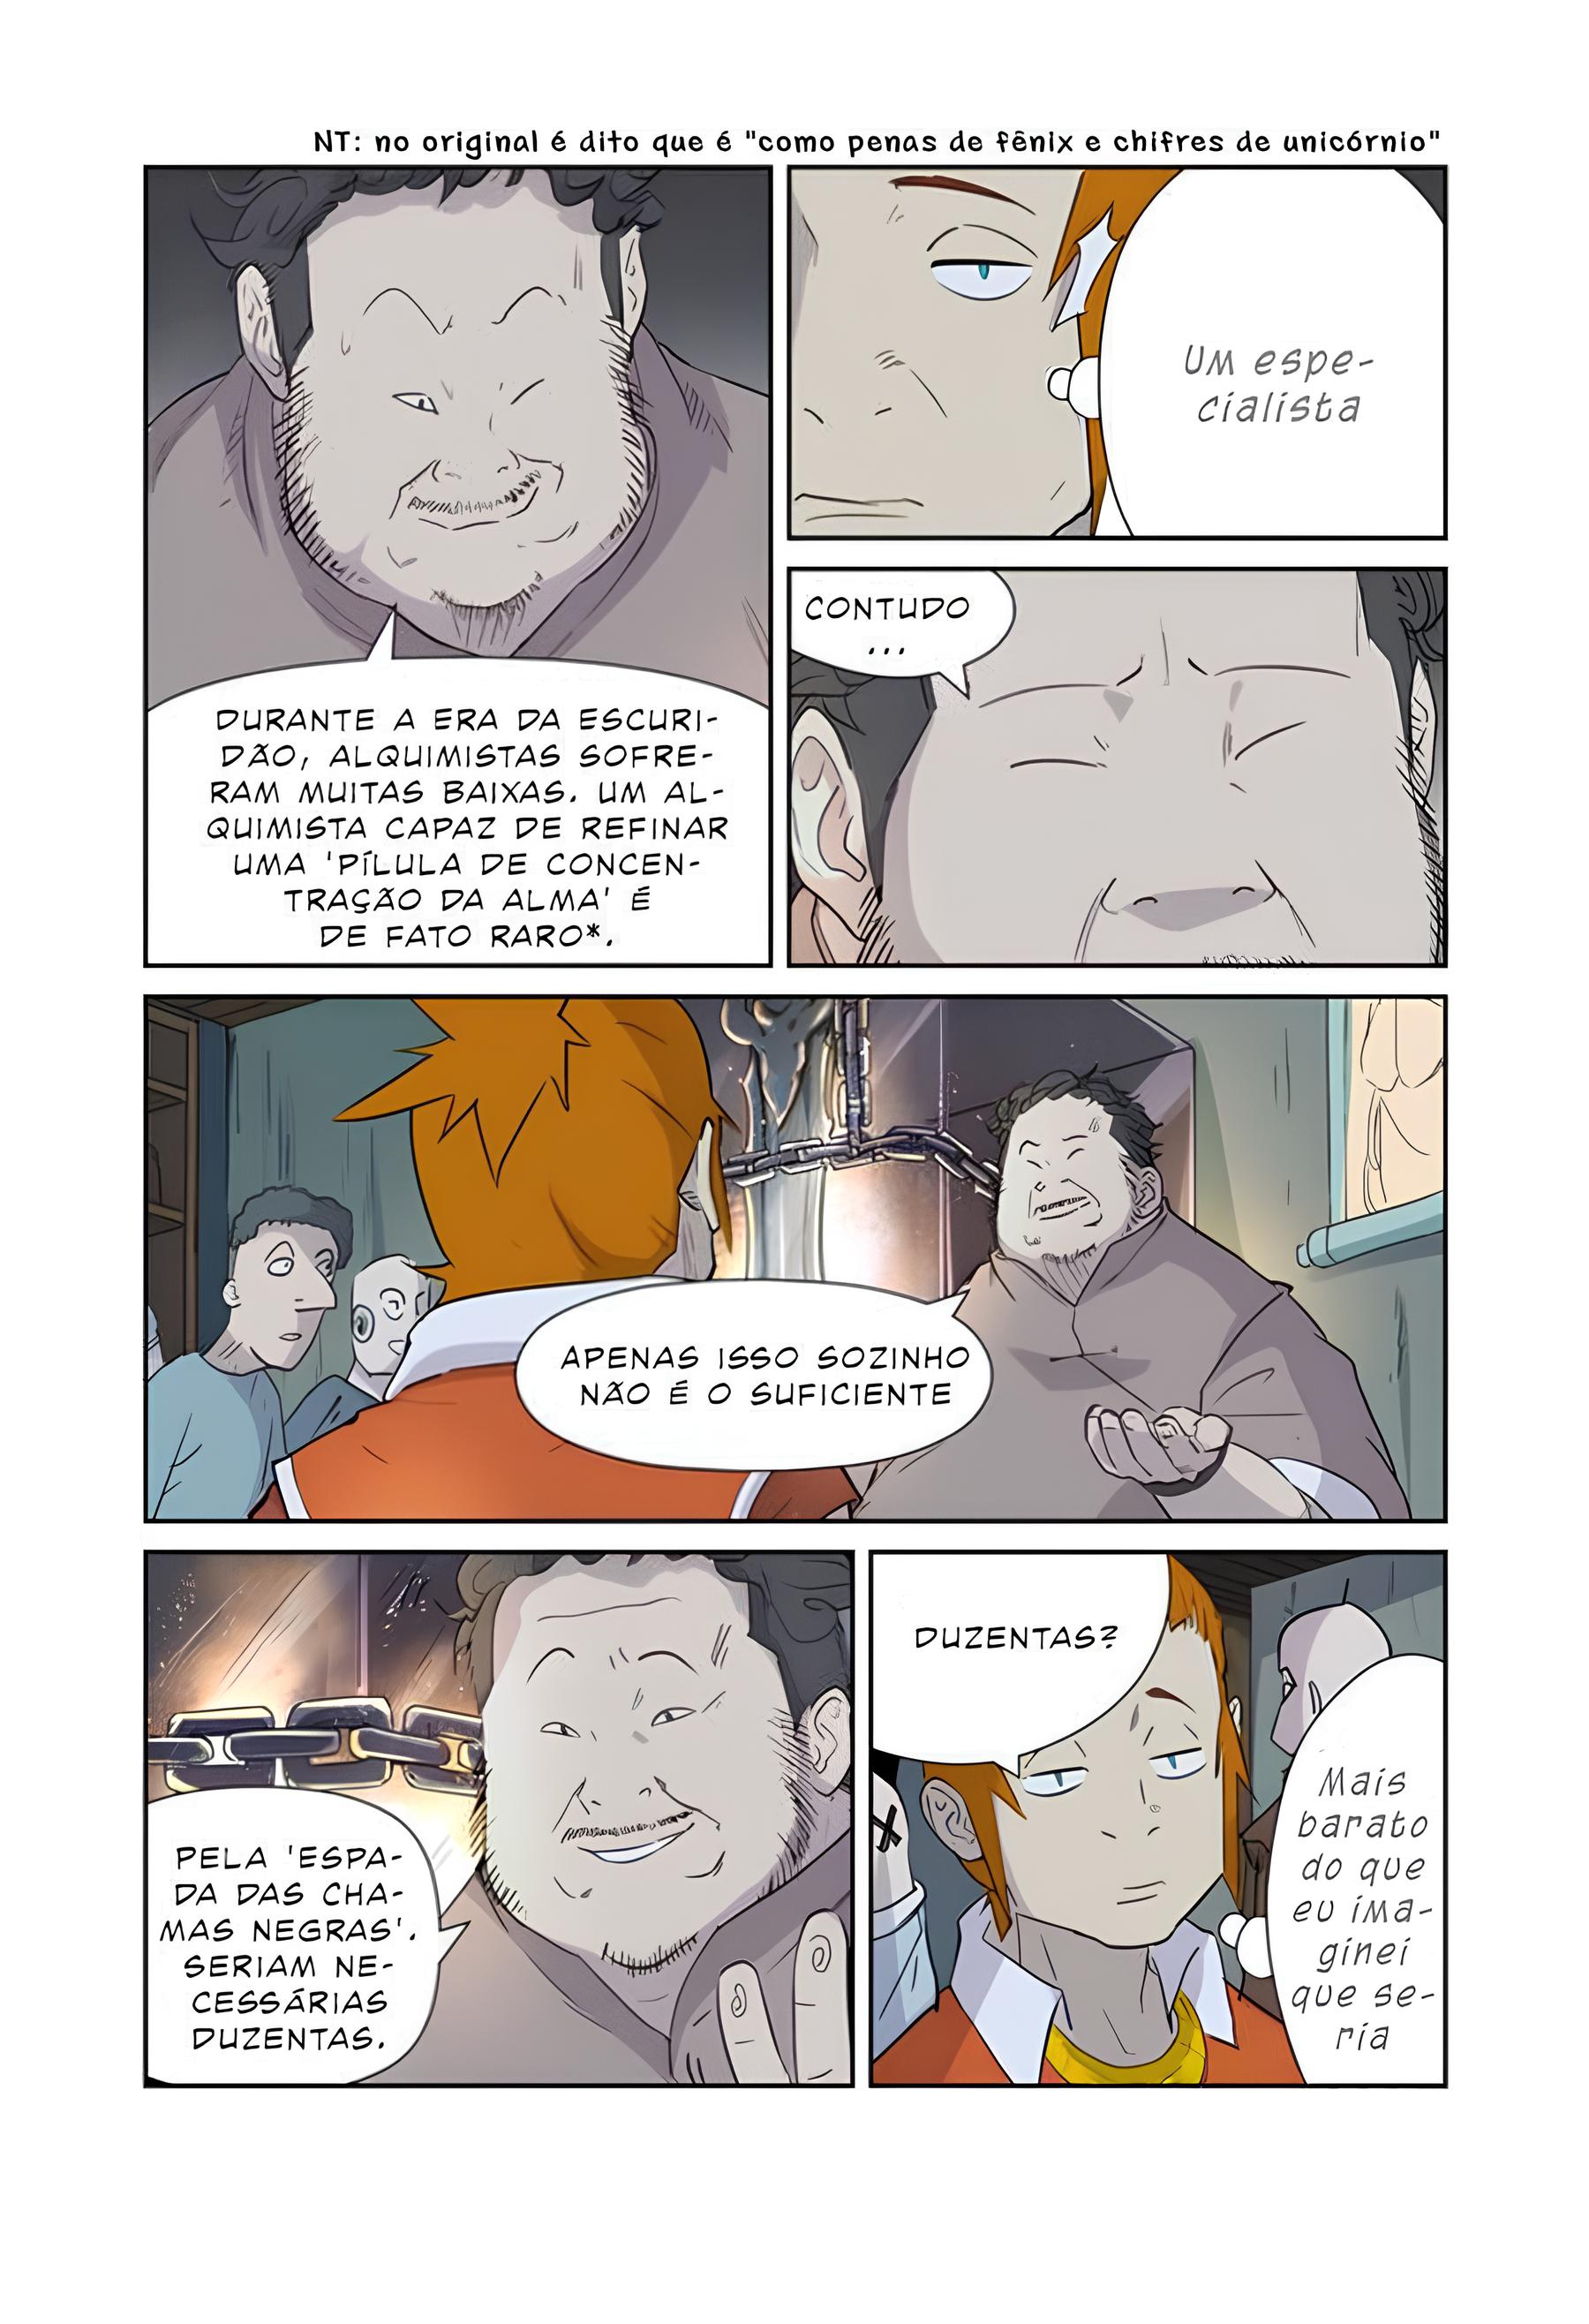 NT: no original é dito que é "como penas de fênix e chifres de unicórnio"
DURANTE A ERA DA ESCURI-
DÃO, ALQUIMISTAS SOFRE-
RAM MUITAS BAIXAS. UM AL-
QUIMISTA CAPAZ DE REFINAR
UMA 'PÍLULA DE CONCEN-
TRAÇÃO DA ALMA' É
DE FATO RARO*.
Um espe-
cialista
CONTUDO
...
APENAS ISSO SOZINHO
NÃO É O SUFICIENTE
PELA 'ESPA-
DA DAS CHA-
MAS NEGRAS'.
SERIAM NE-
CESSÁRIAS
DUZENTAS.
DUZENTAS?
Mais
barato
do que
eu ima-
ginei
que se-
ria